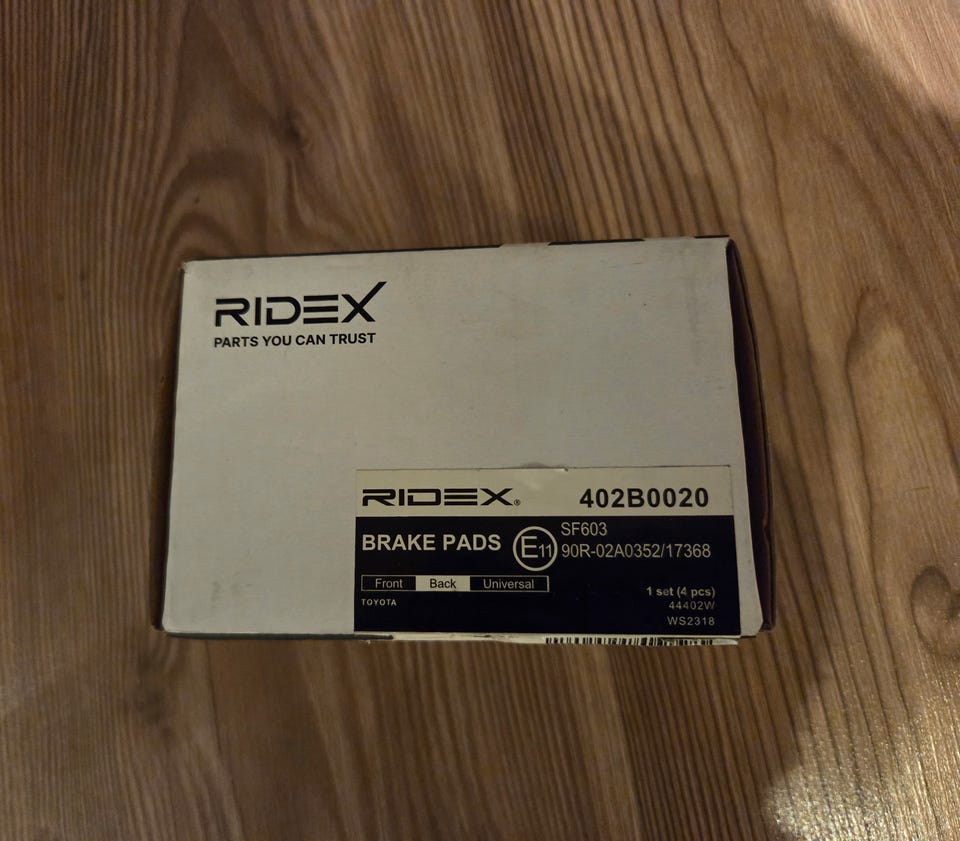 RIDEX
PARTS YOU CAN TRUST
RIDEX® 402B0020
BRAKE PADS E11 SF603
90R-02A0352/17368
Front Back Universal
TOYOTA
1 set (4 pcs)
44402W
WS2318